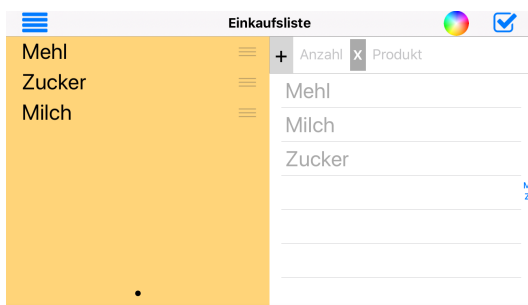 Einkaufsliste
Mehl
Zucker
Milch
+ Anzahl x Produkt
Mehl
Milch
Zucker
M
Z